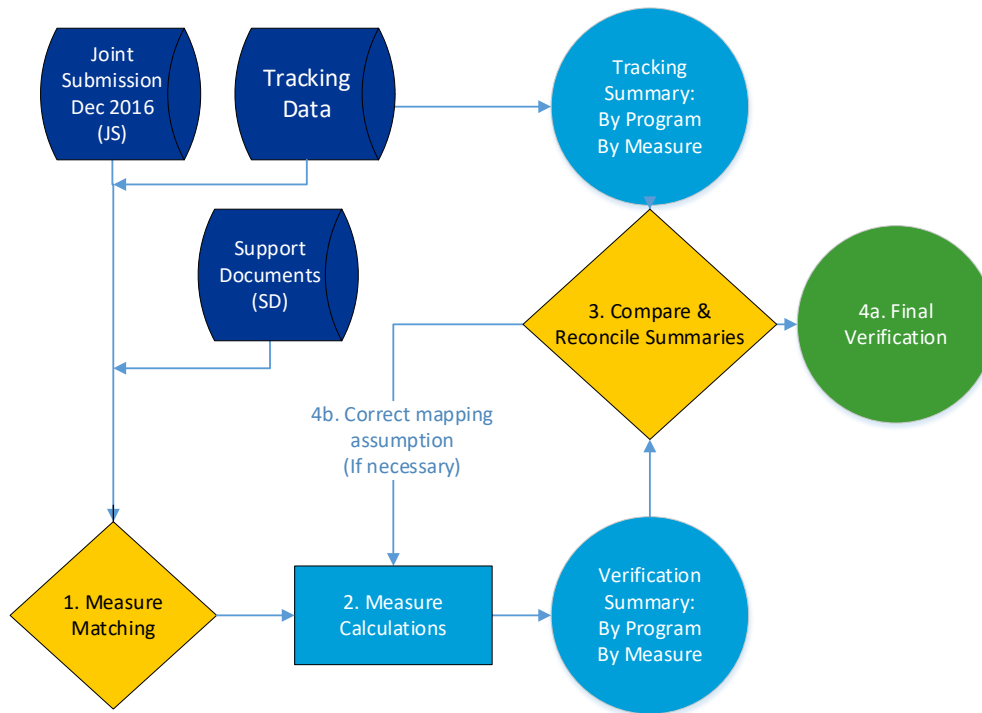 Joint
Submission
Dec 2016
(JS)
Tracking
Data
Tracking
Summary:
By Program
By Measure
Support
Documents
(SD)
3. Compare &
Reconcile Summaries
4a. Final
Verification
4b. Correct mapping
assumption
(If necessary)
1. Measure
Matching
2. Measure
Calculations
Verification
Summary:
By Program
By Measure